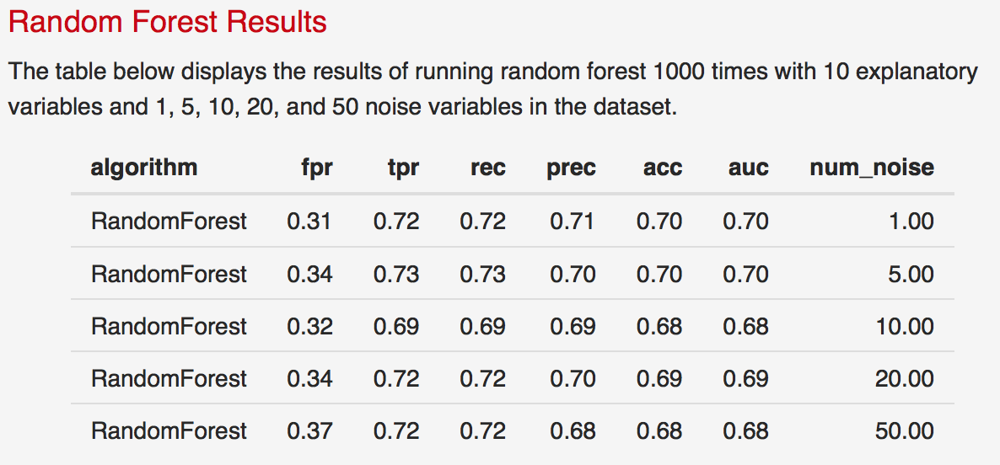 Random Forest Results
The table below displays the results of running random forest 1000 times with 10 explanatory
variables and 1, 5, 10, 20, and 50 noise variables in the dataset.
algorithm fpr tpr rec prec acc auc num_noise
RandomForest 0.31 0.72 0.72 0.71 0.70 0.70 1.00
RandomForest 0.34 0.73 0.73 0.70 0.70 0.70 5.00
RandomForest 0.32 0.69 0.69 0.69 0.68 0.68 10.00
RandomForest 0.34 0.72 0.72 0.70 0.69 0.69 20.00
RandomForest 0.37 0.72 0.72 0.68 0.68 0.68 50.00